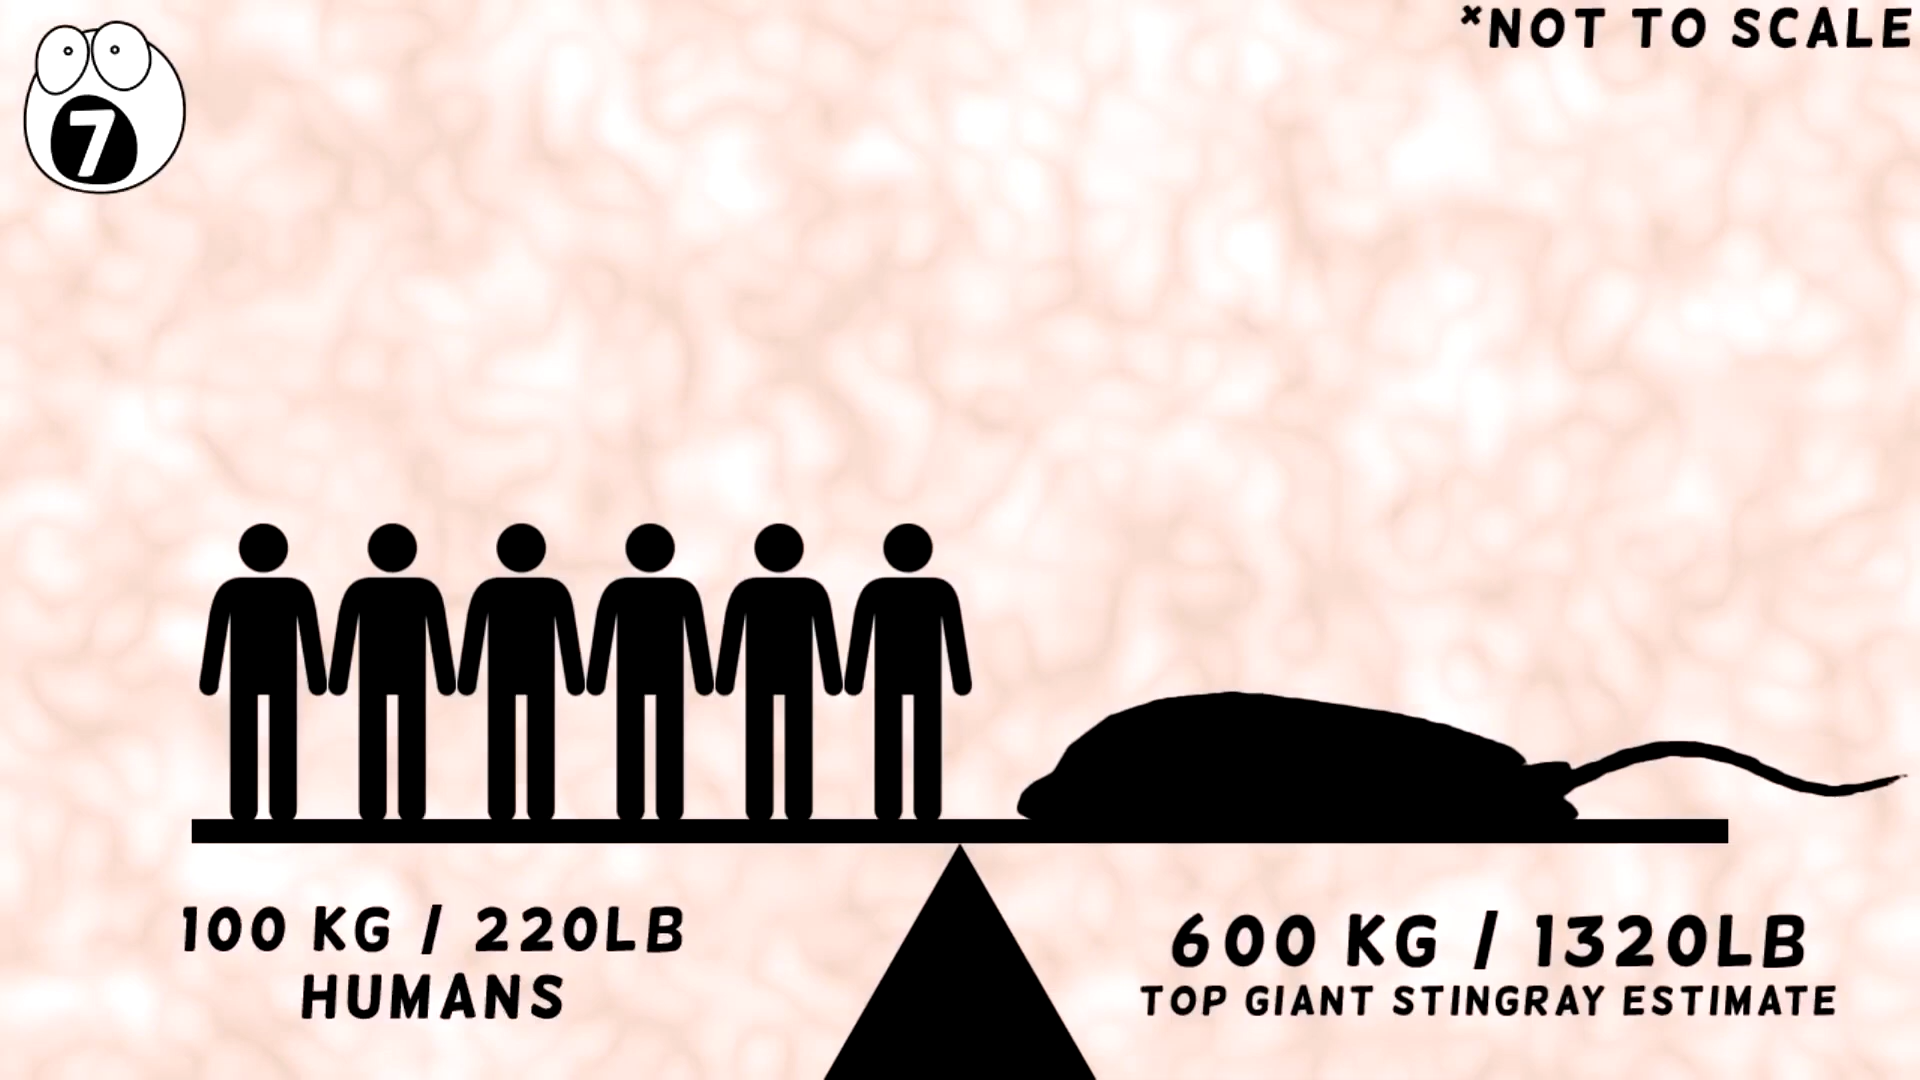 *NOT TO SCALE
7
100 KG / 220LB
HUMANS
600 KG / 1320LB
TOP GIANT STINGRAY ESTIMATE